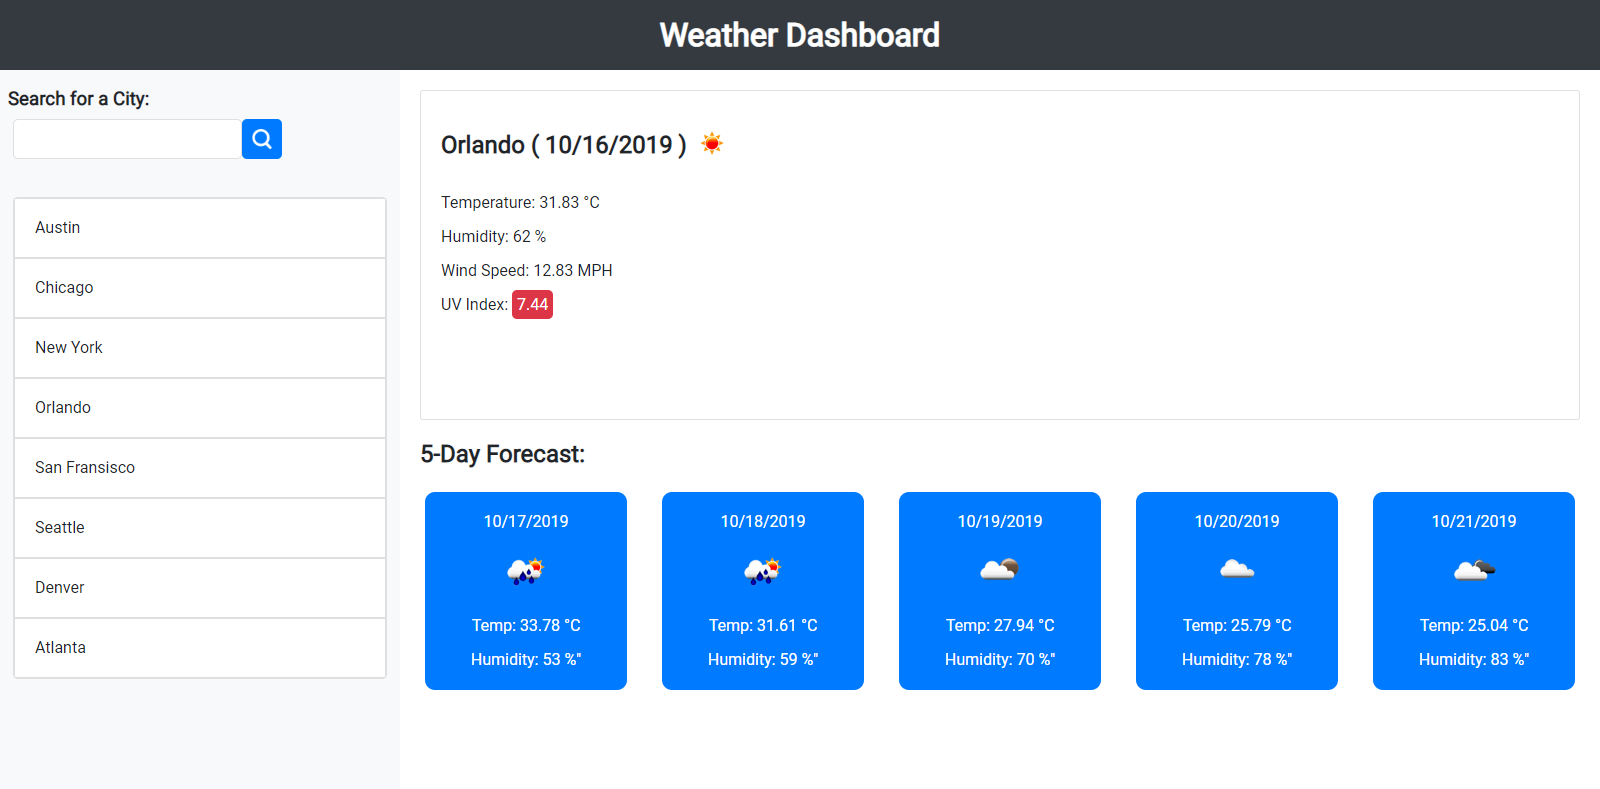 Weather Dashboard
Search for a City:
Austin
Chicago
New York
Orlando
San Fransisco
Seattle
Denver
Atlanta
Orlando ( 10/16/2019 )
Temperature: 31.83 °C
Humidity: 62 %
Wind Speed: 12.83 MPH
UV Index: 7.44
5-Day Forecast:
10/17/2019
Temp: 33.78 °C
Humidity: 53 %"
10/18/2019
Temp: 31.61 °C
Humidity: 59 %"
10/19/2019
Temp: 27.94 °C
Humidity: 70 %"
10/20/2019
Temp: 25.79 °C
Humidity: 78 %"
10/21/2019
Temp: 25.04 °C
Humidity: 83 %"